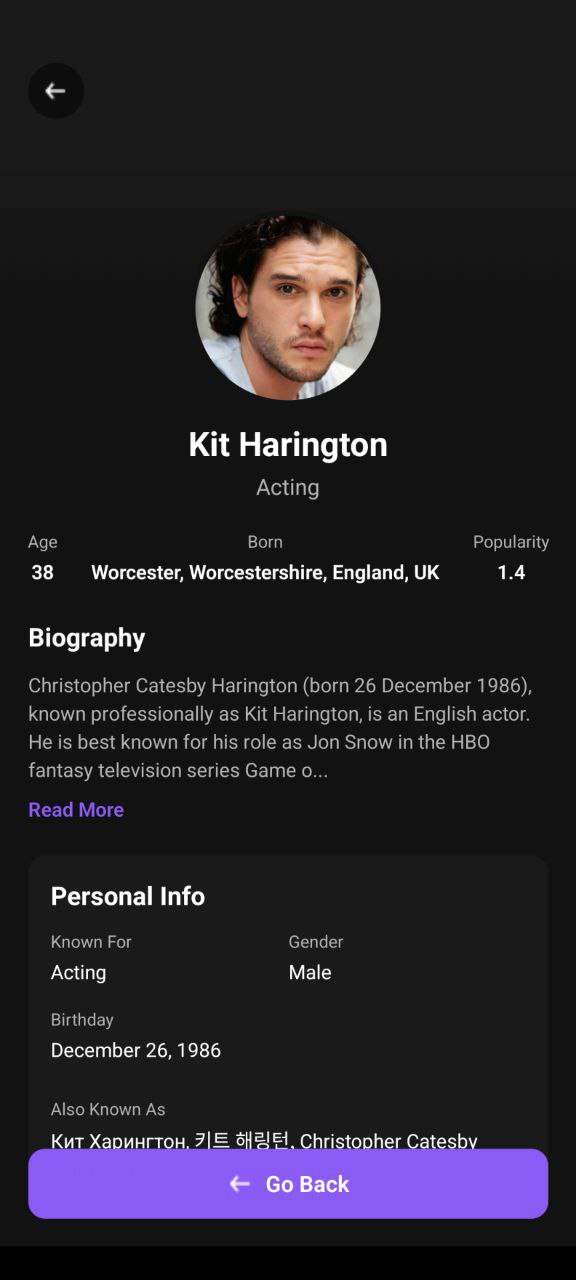 Kit Harington
Acting
Age
Born
Popularity
38
Worcester, Worcestershire, England, UK
1.4
Biography
Christopher Catesby Harington (born 26 December 1986),
known professionally as Kit Harington, is an English actor.
He is best known for his role as Jon Snow in the HBO
fantasy television series Game o...
Read More
Personal Info
Known For
Gender
Acting
Male
Birthday
December 26, 1986
Also Known As
Кит Харингтон, 키트 해링턴, Christopher Catesby
Go Back